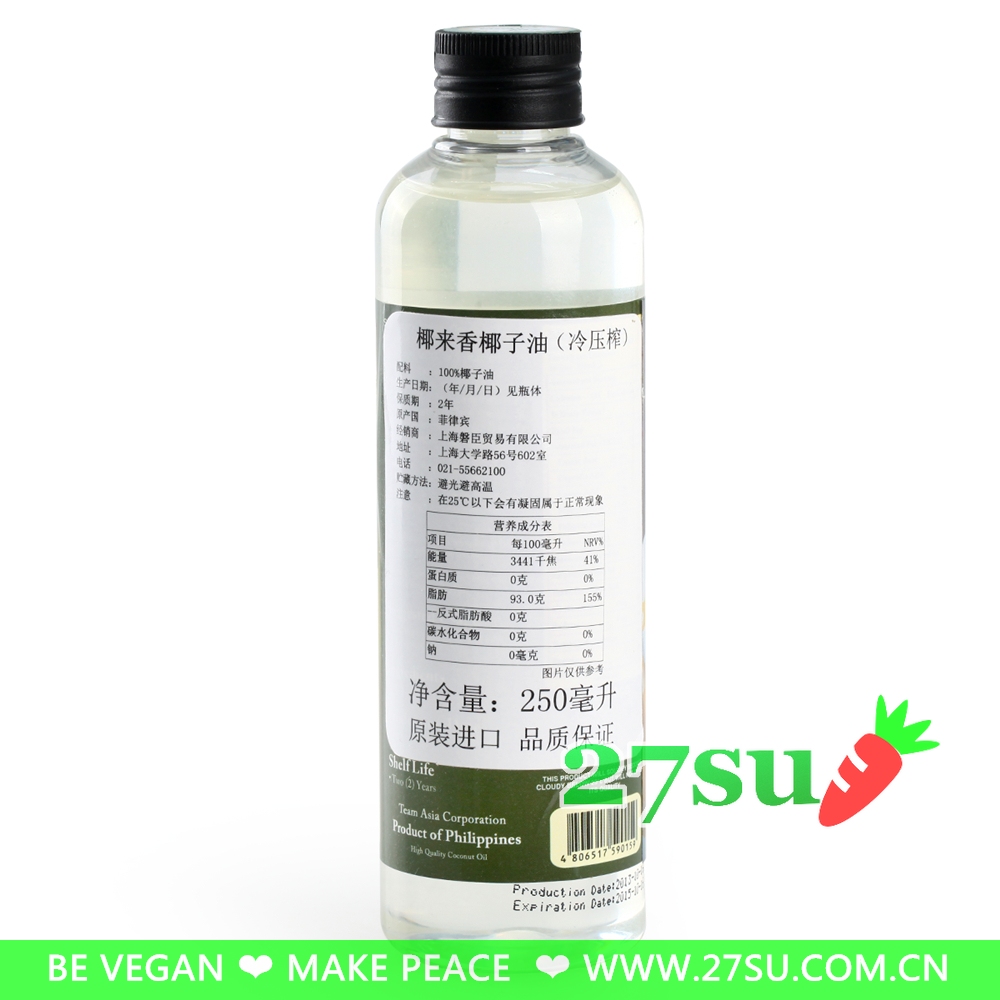 椰来香椰子油（冷压榨）
配料 ：100%椰子油
生产日期：（年/月/日）见瓶体
保质期 ：2年
原产国 ：菲律宾
经销商 ：上海磐臣贸易有限公司
地址 ：上海大学路56号602室
电话 ：021-55662100
贮藏方法：避光避高温
注意 ：在25℃以下会有凝固属于正常现象
营养成分表
项目 每100毫升 NRV%
能量 3441千焦 41%
蛋白质 0克 0%
脂肪 93.0克 155%
—反式脂肪酸 0克
碳水化合物 0克 0%
钠 0毫克 0%
图片仅供参考
净含量：250毫升
原装进口 品质保证
27su
Shelf Life
- Two (2) Years
THIS PRODUCT
CLOUDY
Team Asia Corporation
Product of Philippines
High Quality Coconut Oil
4 806517 590159
Production Date:2013-
Expiration Date:2015-
BE VEGAN ❤ MAKE PEACE ❤ WWW.27SU.COM.CN